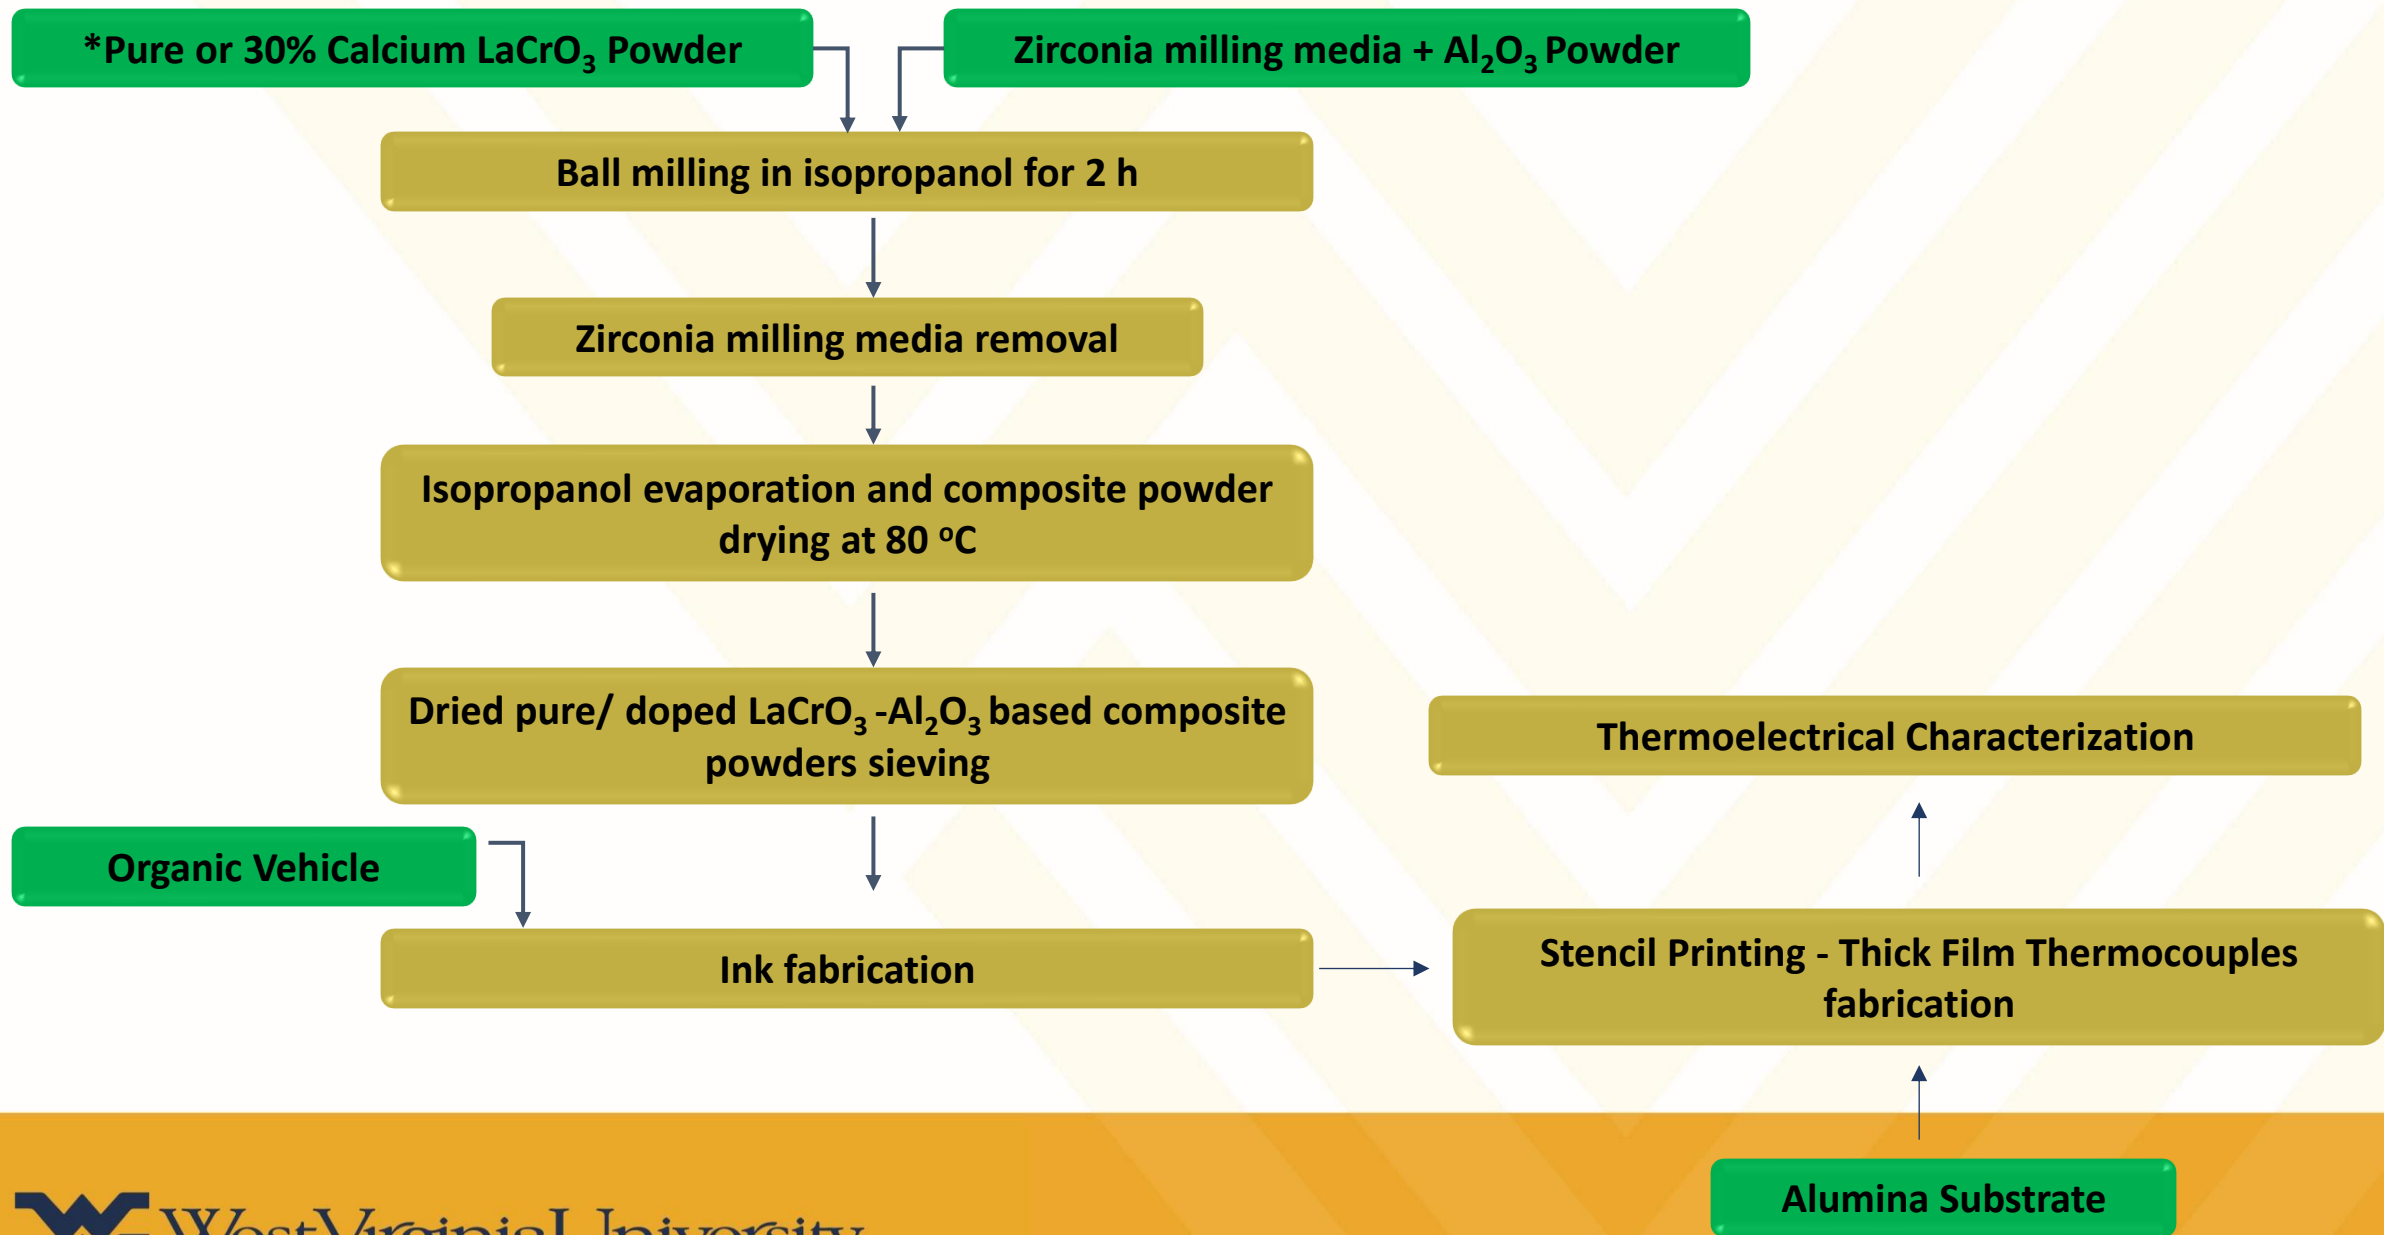 *Pure or 30% Calcium LaCrO₃ Powder
Zirconia milling media + Al₂O₃ Powder
Ball milling in isopropanol for 2 h
Zirconia milling media removal
Isopropanol evaporation and composite powder
drying at 80 ᵒC
Dried pure/ doped LaCrO₃ -Al₂O₃ based composite
powders sieving
Organic Vehicle
Ink fabrication
Thermoelectrical Characterization
Stencil Printing - Thick Film Thermocouples
fabrication
Alumina Substrate
WestVirginiaUniversity